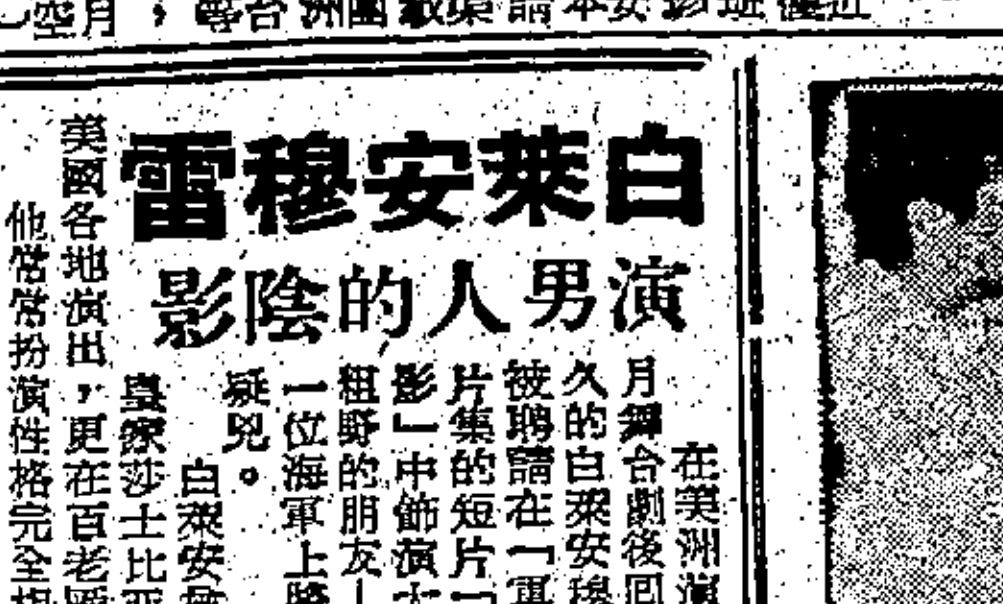 白萊安穆雷
演男人的陰影
在美洲演
月舞台劇後回
久的白萊安穆
被聘請在「軍
片集的短片「
影」中飾演大
粗野的朋友—
一位海軍上
疑兇。
白萊安
皇家莎士比亞
美國各地演出，更在百老匯
他常常扮演性格完全相